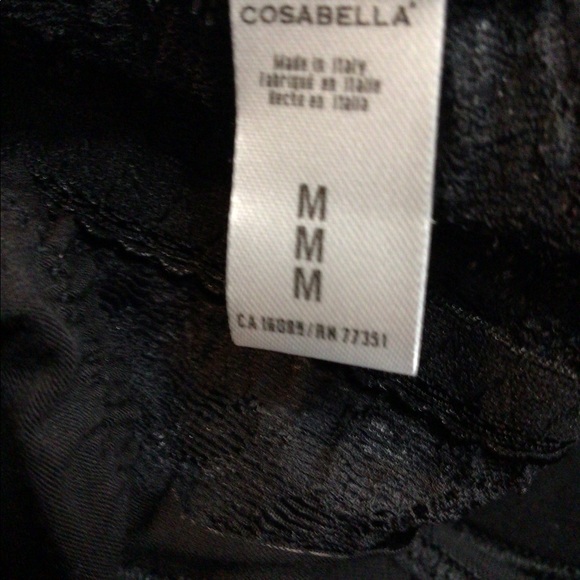 COSABELLA
Made in Italy
Fabriqué en Italie
Hecho en Italia
M
M
M
CA 16089/RN 77351